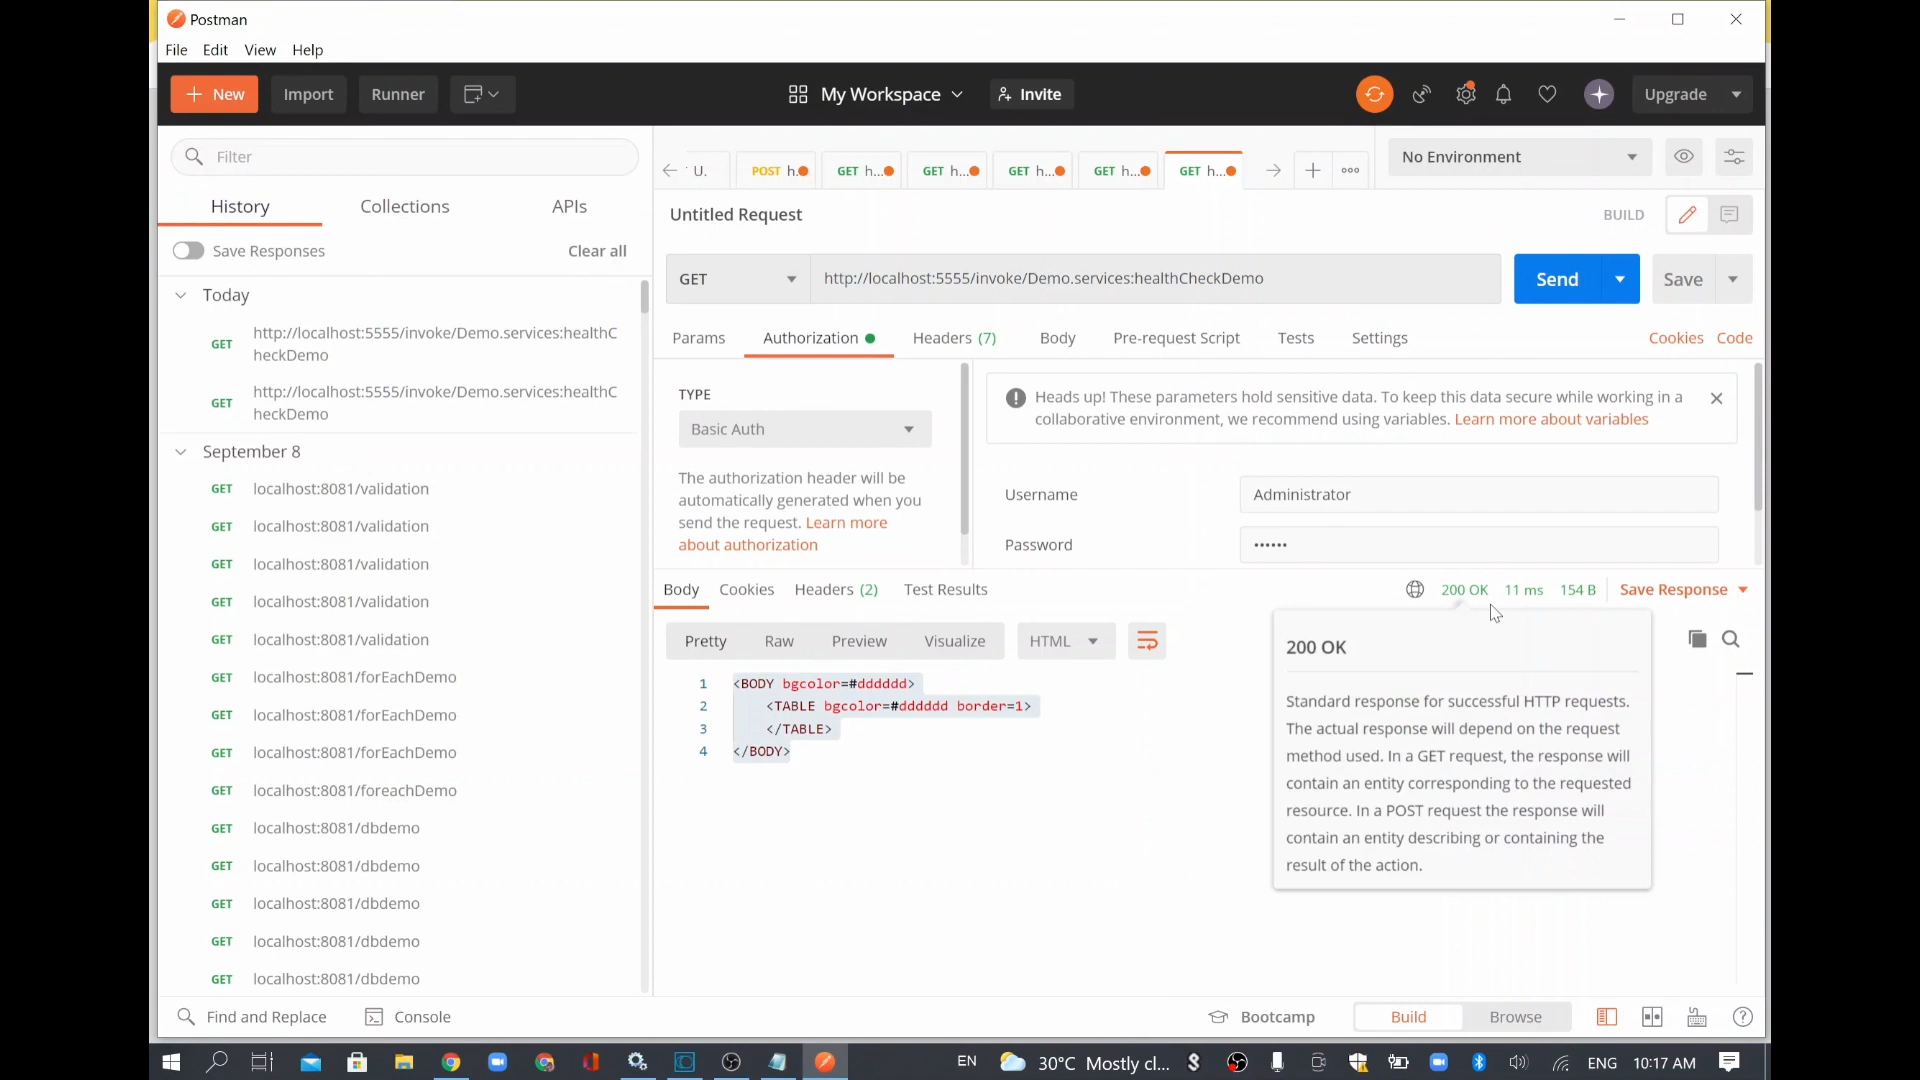 Postman
File Edit View Help
New Import Runner My Workspace Invite Upgrade
Filter
History Collections APIs
Save Responses Clear all
Today
GET http://localhost:5555/invoke/Demo.services:healthC
heckDemo
GET http://localhost:5555/invoke/Demo.services:healthC
heckDemo
September 8
GET localhost:8081/validation
GET localhost:8081/validation
GET localhost:8081/validation
GET localhost:8081/validation
GET localhost:8081/validation
GET localhost:8081/forEachDemo
GET localhost:8081/forEachDemo
GET localhost:8081/forEachDemo
GET localhost:8081/foreachDemo
GET localhost:8081/dbdemo
GET localhost:8081/dbdemo
GET localhost:8081/dbdemo
GET localhost:8081/dbdemo
GET localhost:8081/dbdemo
U. POST h... GET h... GET h... GET h... GET h... GET h... No Environment
Untitled Request BUILD
GET http://localhost:5555/invoke/Demo.services:healthCheckDemo Send Save
Params Authorization Headers (7) Body Pre-request Script Tests Settings Cookies Code
TYPE
Basic Auth
The authorization header will be
automatically generated when you
send the request. Learn more
about authorization
Heads up! These parameters hold sensitive data. To keep this data secure while working in a
collaborative environment, we recommend using variables. Learn more about variables
Username Administrator
Password ••••••
Body Cookies Headers (2) Test Results 200 OK 11 ms 154 B Save Response
Pretty Raw Preview Visualize HTML
1 <BODY bgcolor=#dddddd>
2 <TABLE bgcolor=#dddddd border=1>
3 </TABLE>
4 </BODY>
200 OK
Standard response for successful HTTP requests.
The actual response will depend on the request
method used. In a GET request, the response will
contain an entity corresponding to the requested
resource. In a POST request the response will
contain an entity describing or containing the
result of the action.
Find and Replace Console Bootcamp Build Browse
EN 30°C Mostly cl... ENG 10:17 AM